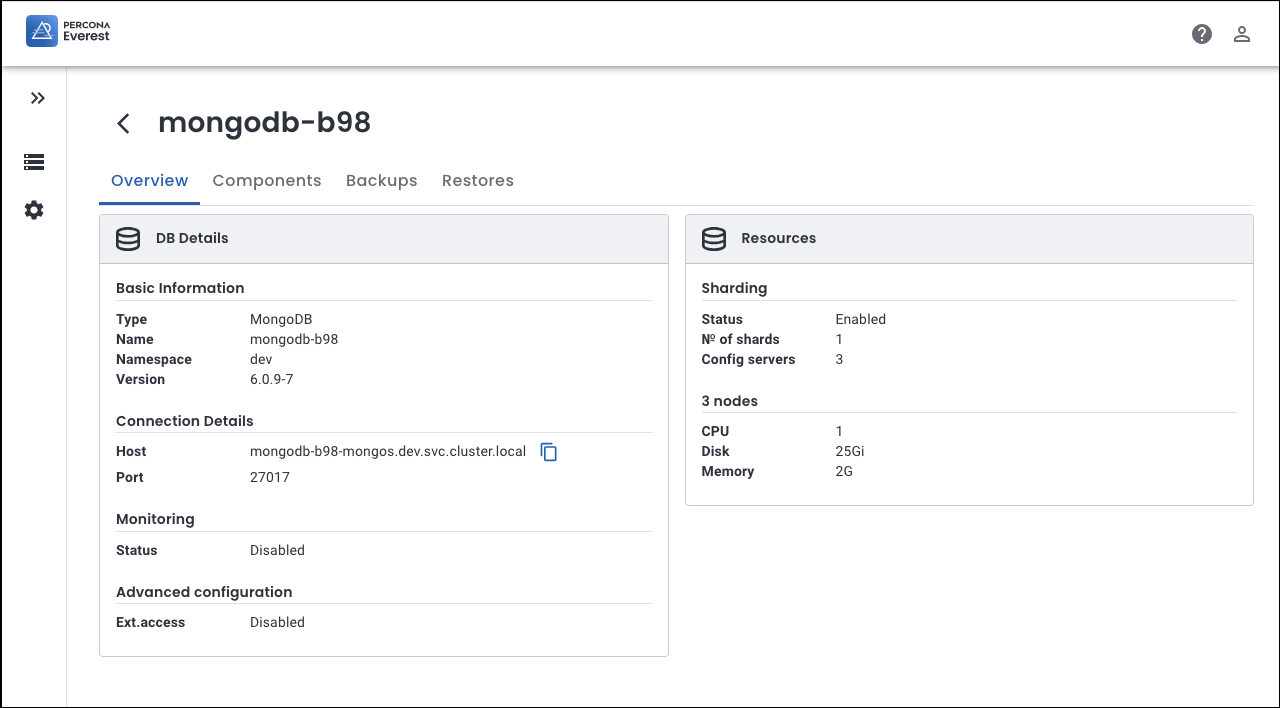 PERCONA
Everest
mongodb-b98
Overview Components Backups Restores
DB Details
Basic Information
Type MongoDB
Name mongodb-b98
Namespace dev
Version 6.0.9-7
Connection Details
Host mongodb-b98-mongos.dev.svc.cluster.local
Port 27017
Monitoring
Status Disabled
Advanced configuration
Ext.access Disabled
Resources
Sharding
Status Enabled
№ of shards 1
Config servers 3
3 nodes
CPU 1
Disk 25Gi
Memory 2G